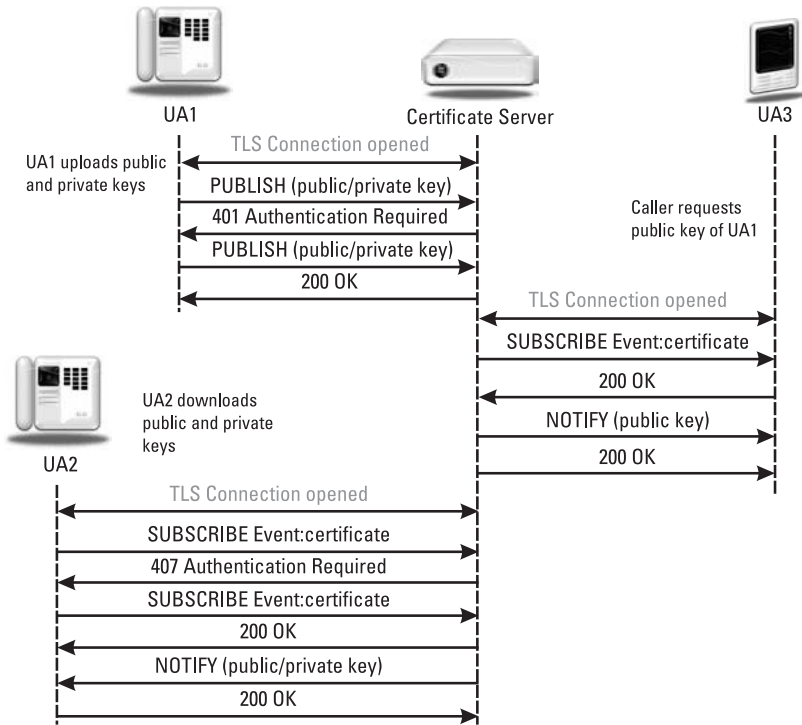 UA1
Certificate Server
UA3
TLS Connection opened
UA1 uploads public
and private keys
PUBLISH (public/private key)
401 Authentication Required
PUBLISH (public/private key)
200 OK
Caller requests
public key of UA1
TLS Connection opened
SUBSCRIBE Event:certificate
200 OK
NOTIFY (public key)
200 OK
UA2 downloads
public and private
keys
UA2
TLS Connection opened
SUBSCRIBE Event:certificate
407 Authentication Required
SUBSCRIBE Event:certificate
200 OK
NOTIFY (public/private key)
200 OK